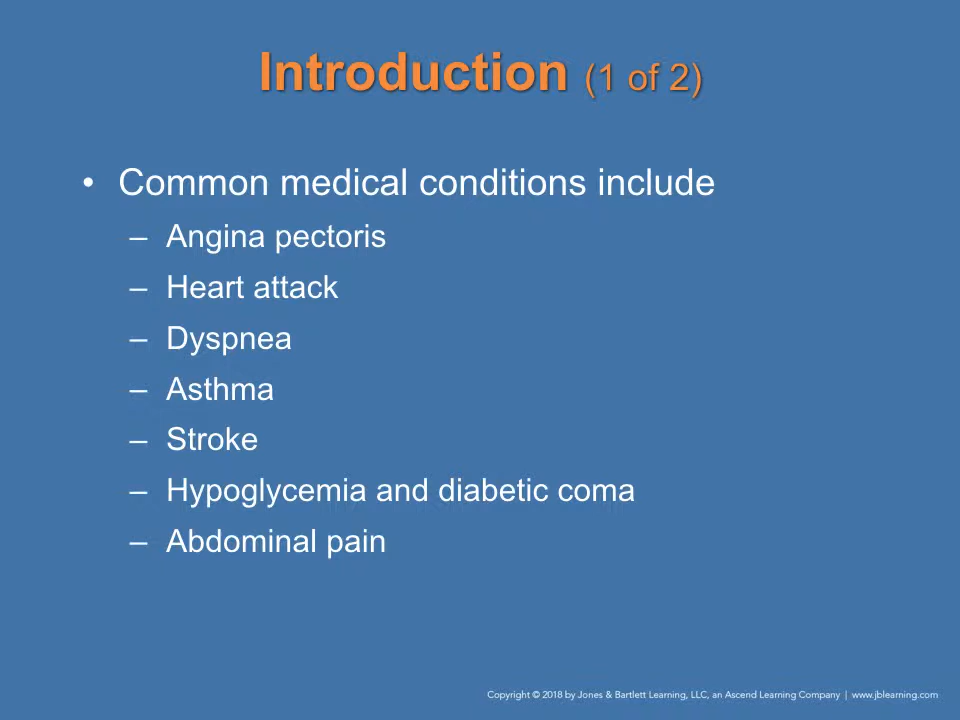 Introduction (1 of 2)
• Common medical conditions include
– Angina pectoris
– Heart attack
– Dyspnea
– Asthma
– Stroke
– Hypoglycemia and diabetic coma
– Abdominal pain
Copyright © 2018 by Jones & Bartlett Learning, LLC, an Ascend Learning Company | www.jblearning.com